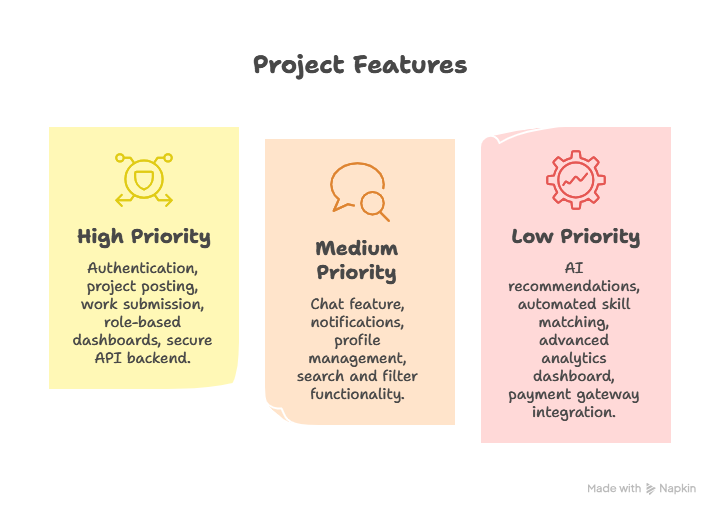 Project Features
High Priority
Authentication,
project posting,
work submission,
role-based
dashboards, secure
API backend.
Medium
Priority
Chat feature,
notifications,
profile
management,
search and filter
functionality.
Low Priority
AI
recommendations,
automated skill
matching,
advanced
analytics
dashboard,
payment gateway
integration.
Made with Napkin